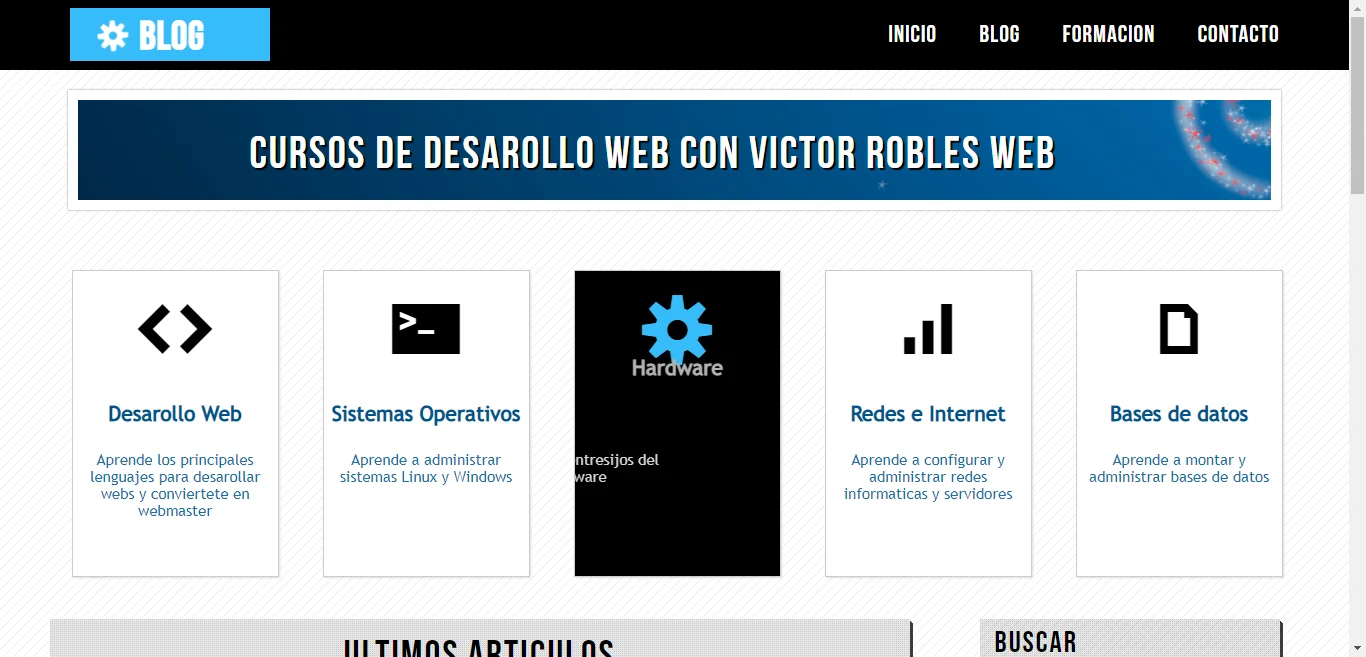 BLOG
INICIO BLOG FORMACION CONTACTO
CURSOS DE DESAROLLO WEB CON VICTOR ROBLES WEB
>_
Desarollo Web
Aprende los principales
lenguajes para desarollar
webs y conviertete en
webmaster
Sistemas Operativos
Aprende a administrar
sistemas Linux y Windows
Hardware
ntresijos del
ware
Redes e Internet
Aprende a configurar y
administrar redes
informaticas y servidores
Bases de datos
Aprende a montar y
administrar bases de datos
ULTIMOS ARTICULOS
BUSCAR